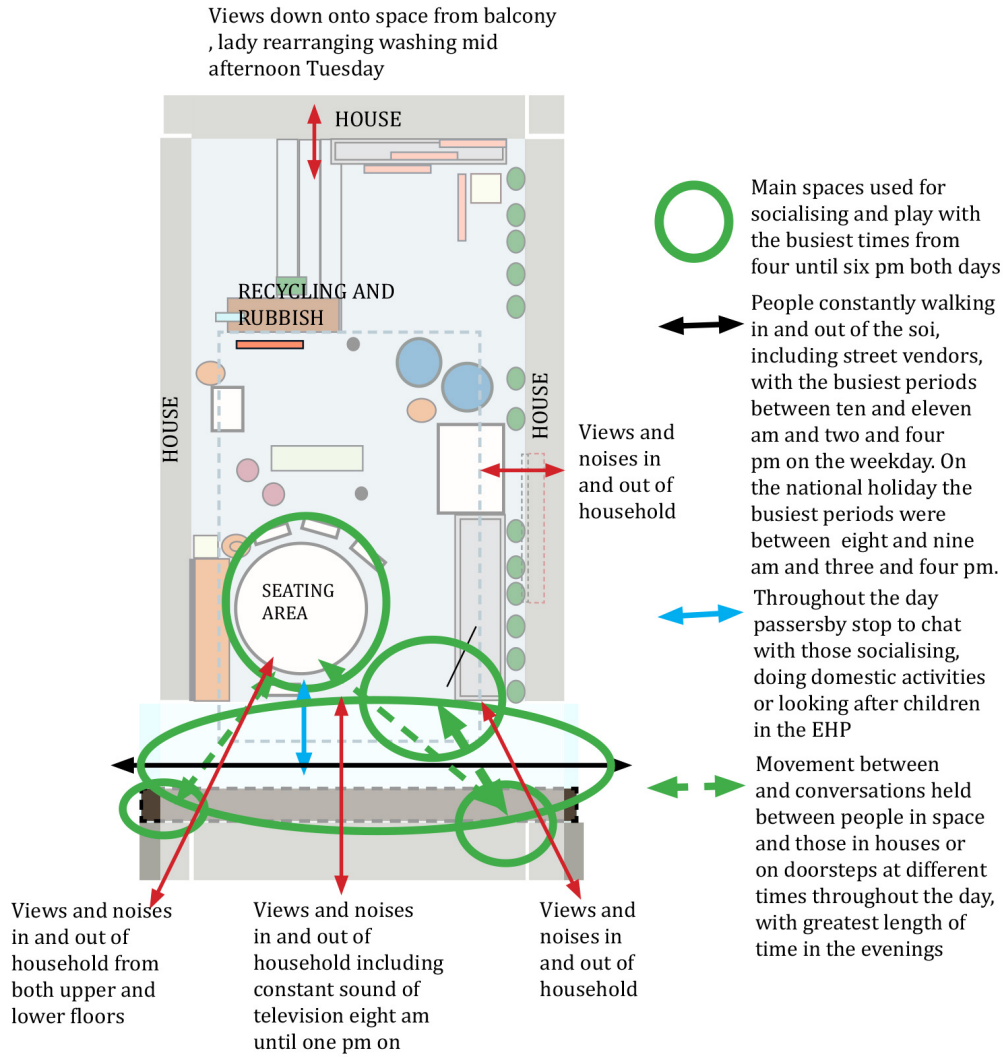 Views down onto space from balcony
, lady rearranging washing mid
afternoon Tuesday
HOUSE
RECYCLING AND
RUBBISH
HOUSE
HOUSE
SEATING
AREA
Views and
noises in
and out of
household
Main spaces used for
socialising and play with
the busiest times from
four until six pm both days
People constantly walking
in and out of the soi,
including street vendors,
with the busiest periods
between ten and eleven
am and two and four
pm on the weekday. On
the national holiday the
busiest periods were
between eight and nine
am and three and four pm.
Throughout the day
passersby stop to chat
with those socialising,
doing domestic activities
or looking after children
in the EHP
Movement between
and conversations held
between people in space
and those in houses or
on doorsteps at different
times throughout the day,
with greatest length of
time in the evenings
Views and noises
in and out of
household from
both upper and
lower floors
Views and noises
in and out of
household including
constant sound of
television eight am
until one pm on
Views and
noises in
and out of
household